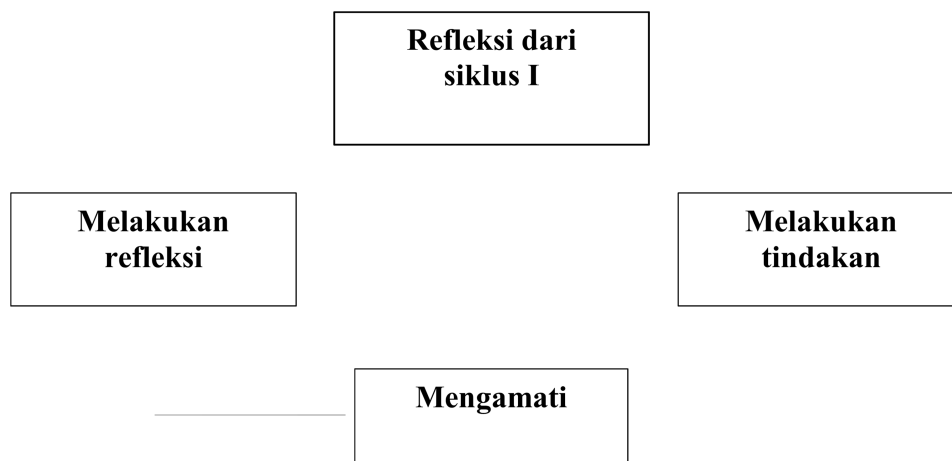 Refleksi dari
siklus I
Melakukan
refleksi
Melakukan
tindakan
Mengamati